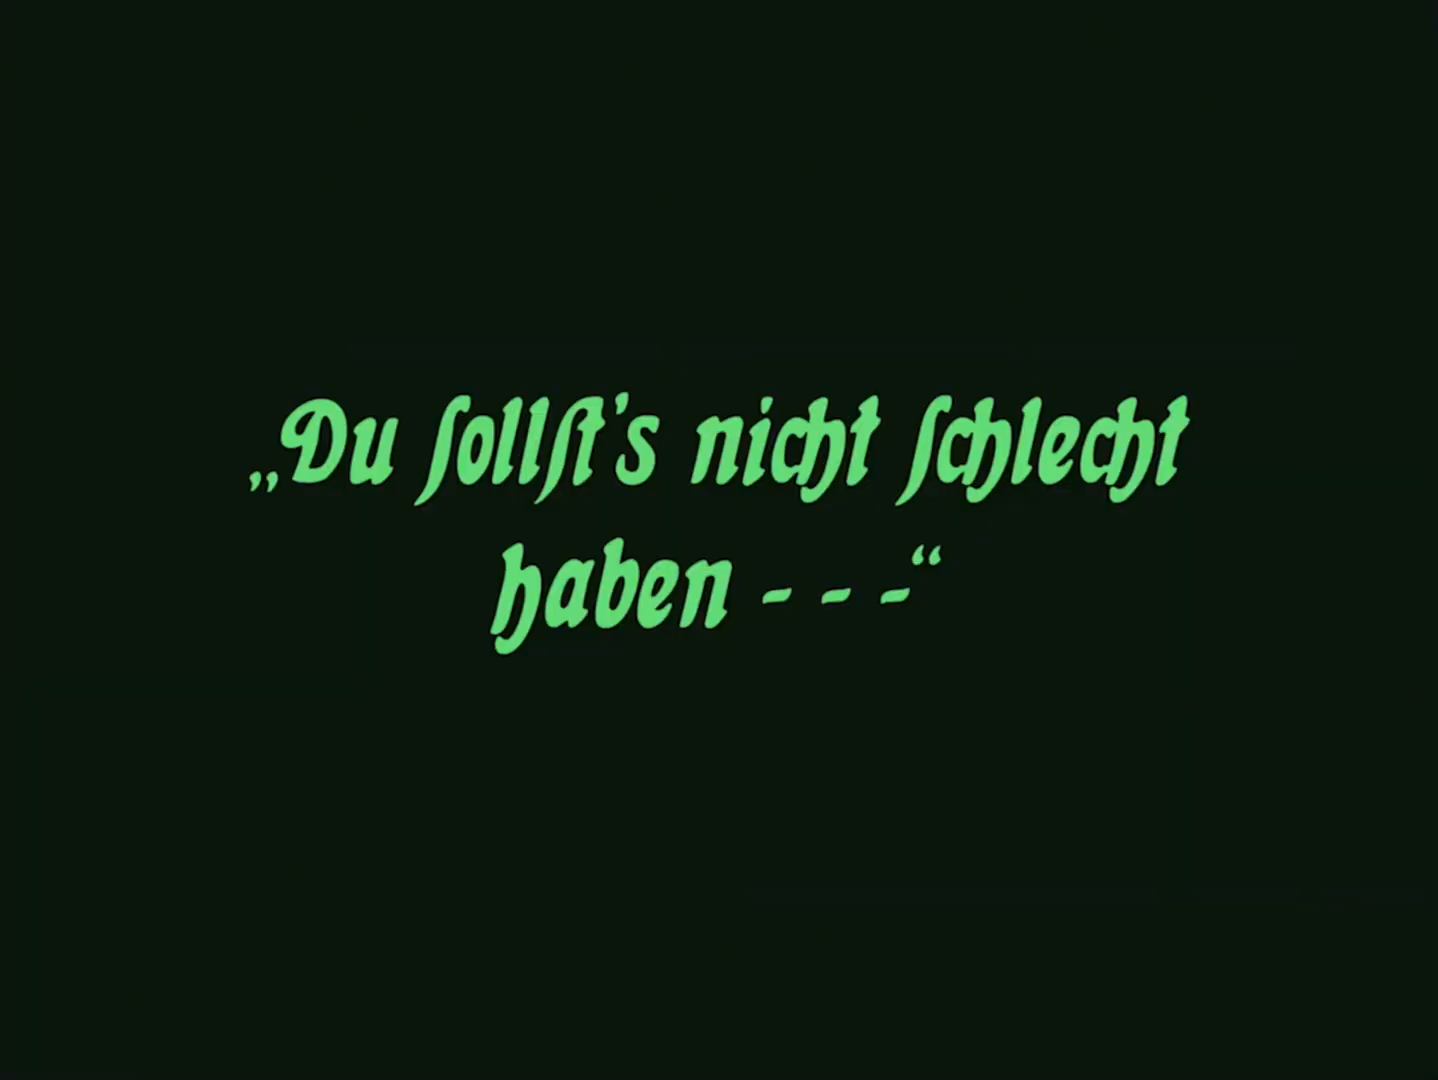 „Du ſollſt's nicht ſchlecht
haben - - -“